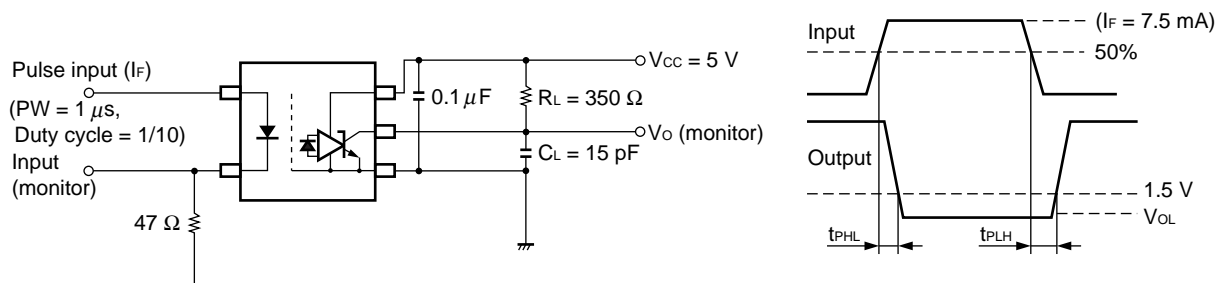 Pulse input (IF)
(PW = 1 μs,
Duty cycle = 1/10)
Input
(monitor)
47 Ω
0.1 μF
VCC = 5 V
RL = 350 Ω
VO (monitor)
CL = 15 pF
Input
(IF = 7.5 mA)
50%
Output
1.5 V
VOL
tPHL
tPLH